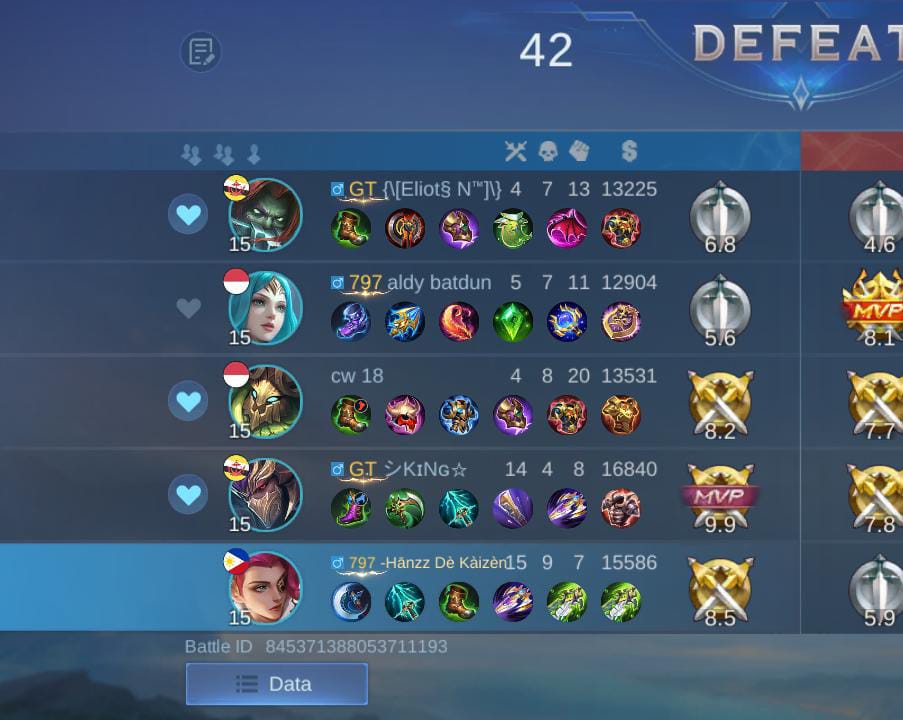 42
DEFEAT
GT {\[Eliot§ N™]\} 4 7 13 13225
15 6.8 4.6
797 aldy batdun 5 7 11 12904
MVP
15 5.6 8.1
cw 18 4 8 20 13531
15 8.2 7.7
GT シKɪNɢ☆ 14 4 8 16840
MVP
15 9.9 7.8
797 -Hānzz Dè Kàizèn 15 9 7 15586
15 8.5 5.9
Battle ID 845371388053711193
Data